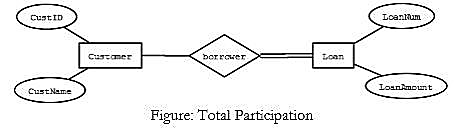 CustID
LoanNum
Customer
borrower
Loan
CustName
LoanAmount
Figure: Total Participation